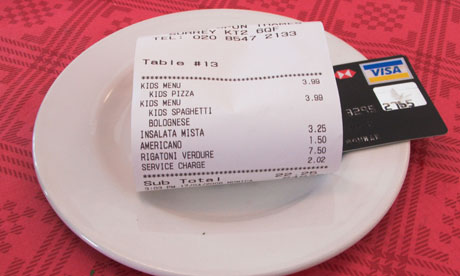 SURREY KT2 6QF
TEL: 020 8547 2133
Table #13
********************************
KIDS MENU 3.99
KIDS PIZZA
KIDS MENU 3.99
KIDS SPAGHETTI
BOLOGNESE
INSALATA MISTA 3.25
AMERICANO 1.50
RIGATONI VERDURE 7.50
SERVICE CHARGE 2.02
********************************
Sub Total 22.25
VISA